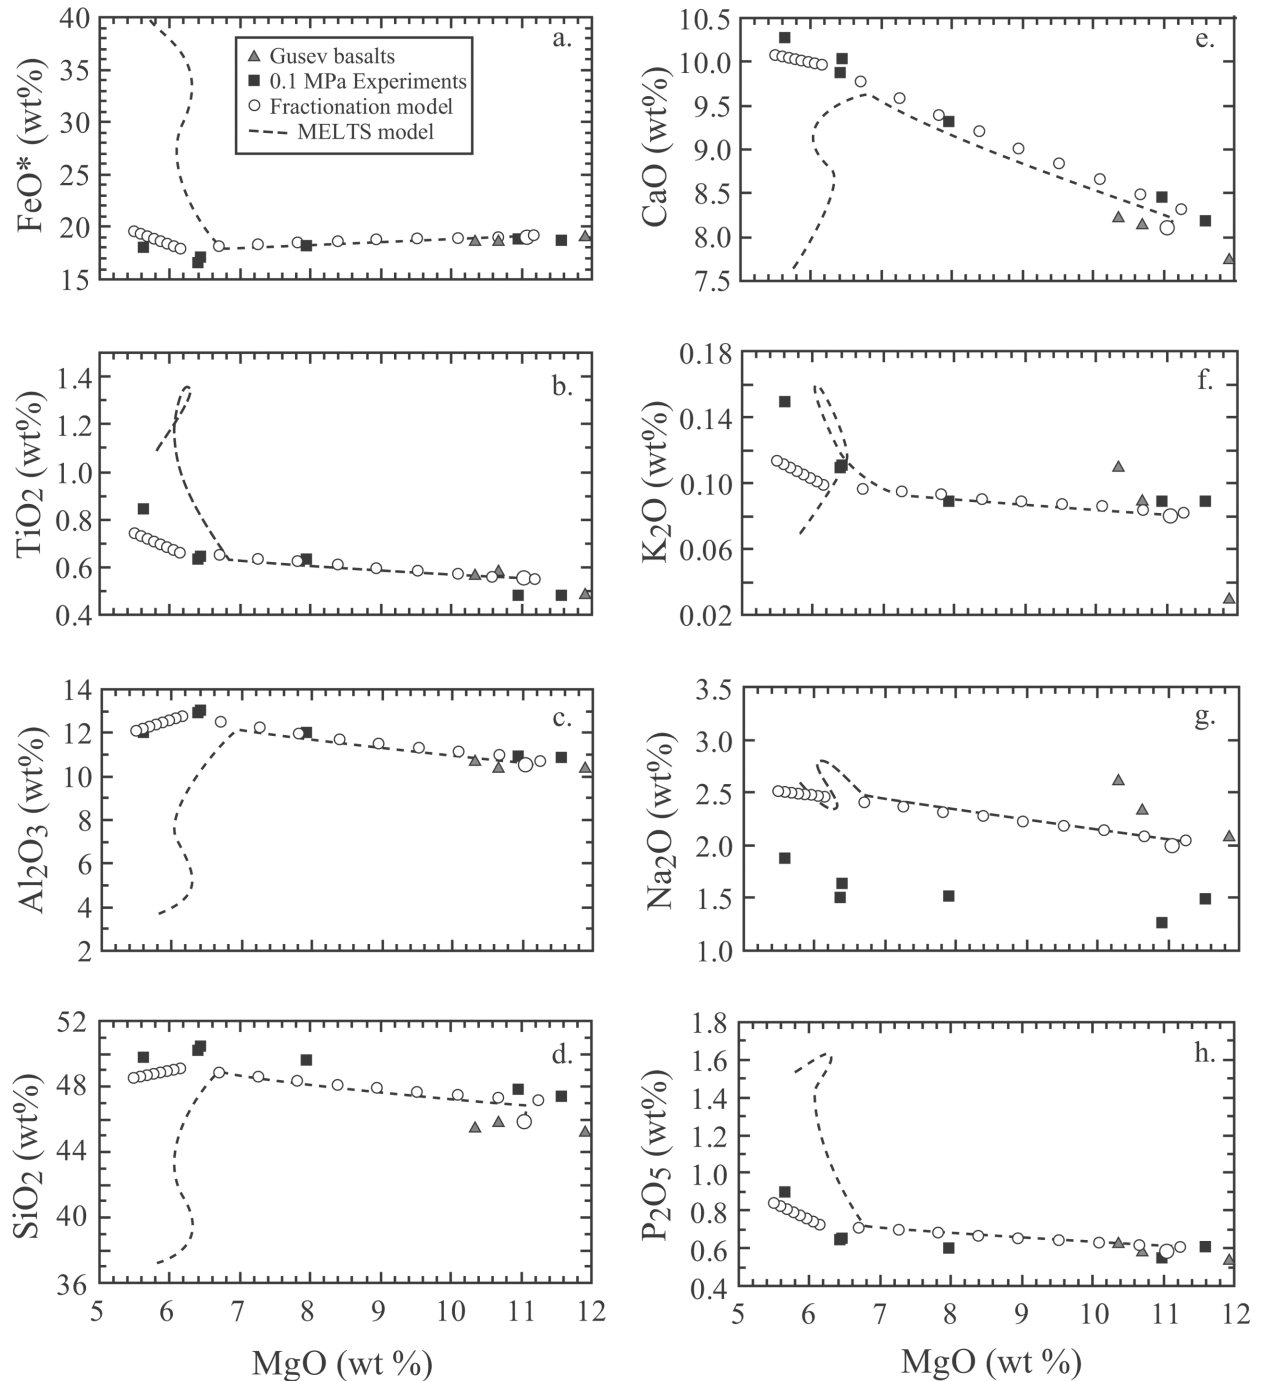 40
35
30
25
20
15
FeO* (wt%)
a.
Gusev basalts
0.1 MPa Experiments
Fractionation model
MELTS model
1.4
1.2
1.0
0.8
0.6
0.4
TiO2 (wt%)
b.
14
12
10
8
6
4
2
Al2O3 (wt%)
c.
52
48
44
40
36
SiO2 (wt%)
d.
5 6 7 8 9 10 11 12
MgO (wt %)
10.5
10.0
9.5
9.0
8.5
8.0
7.5
CaO (wt%)
e.
0.18
0.14
0.10
0.06
0.02
K2O (wt%)
f.
3.5
3.0
2.5
2.0
1.5
1.0
Na2O (wt%)
g.
1.8
1.6
1.4
1.2
1.0
0.8
0.6
0.4
P2O5 (wt%)
h.
5 6 7 8 9 10 11 12
MgO (wt %)